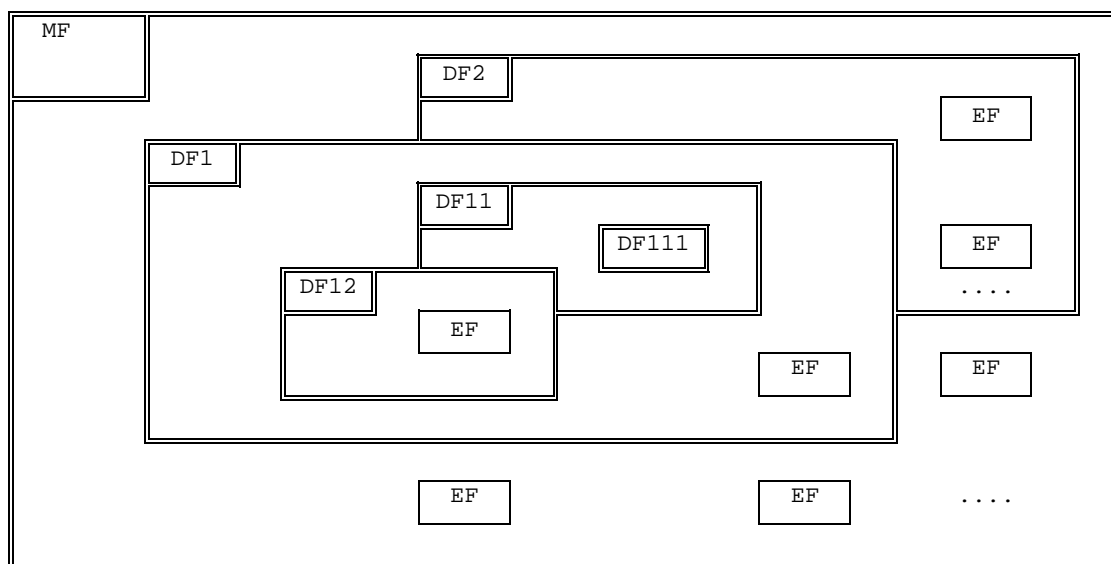 MF
DF2
EF
DF1
DF11
DF111
EF
DF12
....
EF
EF
EF
EF
EF
....